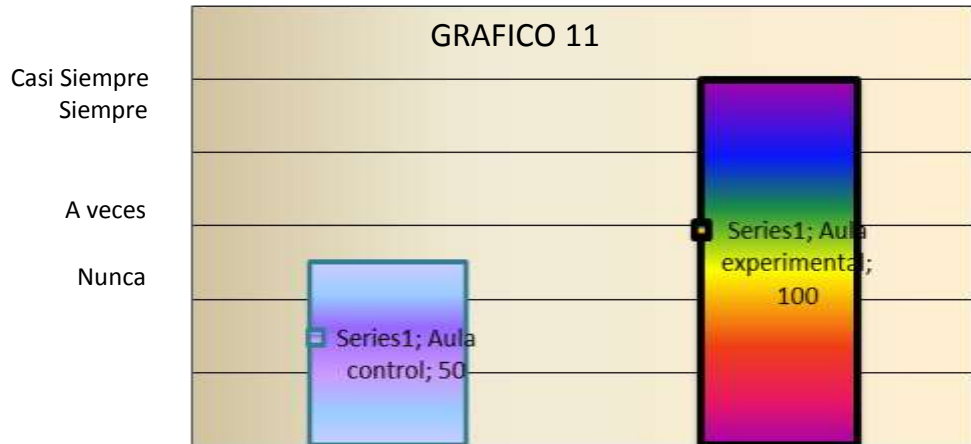 GRAFICO 11
Casi Siempre
Siempre
A veces
Nunca
Series1; Aula
control; 50
Series1; Aula
experimental;
100